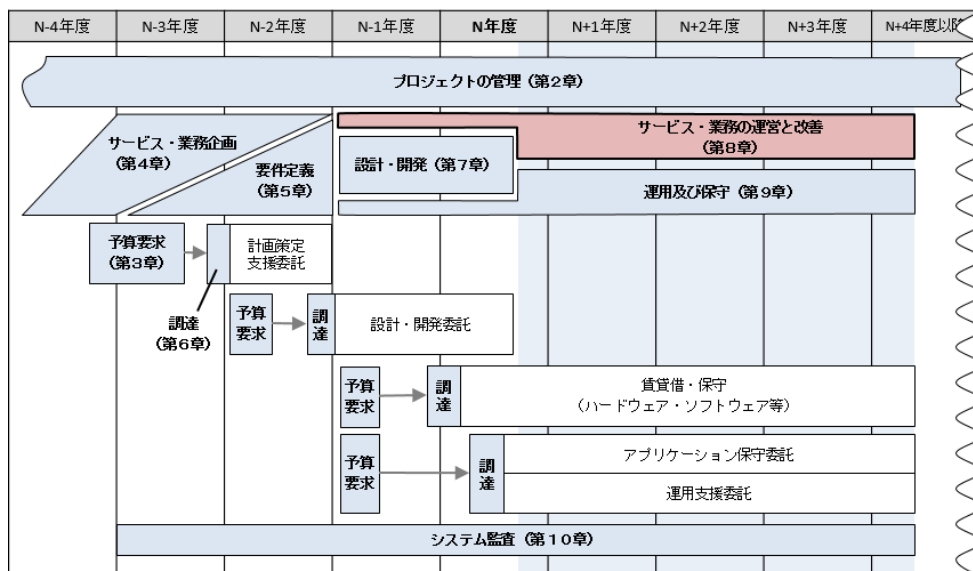 N-4年度
N-3年度
N-2年度
N-1年度
N年度
N+1年度
N+2年度
N+3年度
N+4年度以降
プロジェクトの管理（第２章）
サービス・業務企画
（第４章）
要件定義
（第５章）
サービス・業務の運営と改善
（第８章）
設計・開発（第７章）
運用及び保守（第９章）
予算要求
（第３章）
計画策定
支援委託
調達
（第６章）
予算
要求
調
達
設計・開発委託
予算
要求
調
達
賃貸借・保守
（ハードウェア・ソフトウェア等）
予算
要求
調
達
アプリケーション保守委託
運用支援委託
システム監査（第１０章）